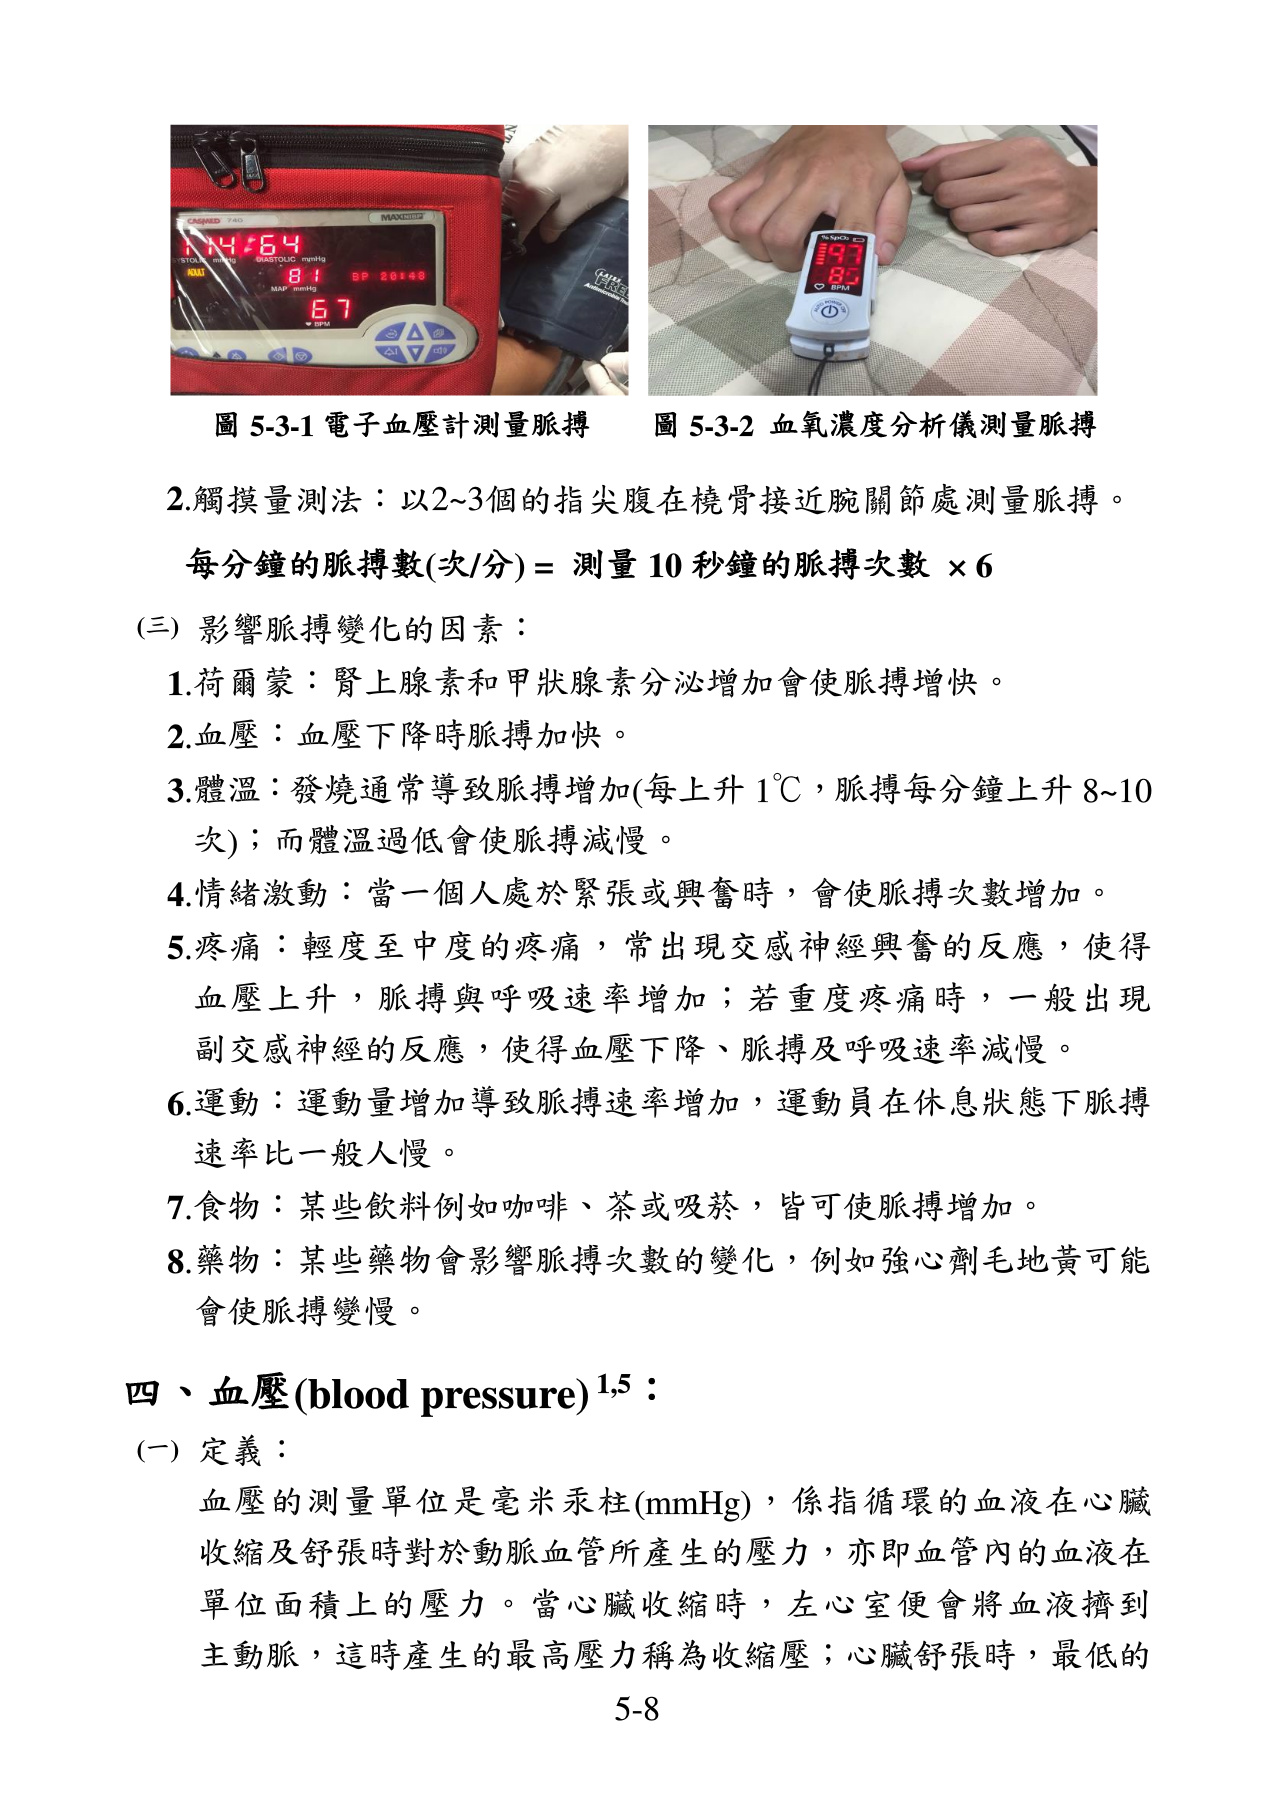 CASMED 740 MAXNIBP
114 64
SYSTOLIC mmHg DIASTOLIC mmHg
ADULT 81 BP 20:48
MAP mmHg
67
BPM
LATEX
FREE
%SpO2
97
BPM
圖 5-3-1 電子血壓計測量脈搏 圖 5-3-2 血氧濃度分析儀測量脈搏
2.觸摸量測法：以2~3個的指尖腹在橈骨接近腕關節處測量脈搏。
每分鐘的脈搏數(次/分) = 測量 10 秒鐘的脈搏次數 × 6
(三) 影響脈搏變化的因素：
1.荷爾蒙：腎上腺素和甲狀腺素分泌增加會使脈搏增快。
2.血壓：血壓下降時脈搏加快。
3.體溫：發燒通常導致脈搏增加(每上升 1℃，脈搏每分鐘上升 8~10
次)；而體溫過低會使脈搏減慢。
4.情緒激動：當一個人處於緊張或興奮時，會使脈搏次數增加。
5.疼痛：輕度至中度的疼痛，常出現交感神經興奮的反應，使得
血壓上升，脈搏與呼吸速率增加；若重度疼痛時，一般出現
副交感神經的反應，使得血壓下降、脈搏及呼吸速率減慢。
6.運動：運動量增加導致脈搏速率增加，運動員在休息狀態下脈搏
速率比一般人慢。
7.食物：某些飲料例如咖啡、茶或吸菸，皆可使脈搏增加。
8.藥物：某些藥物會影響脈搏次數的變化，例如強心劑毛地黃可能
會使脈搏變慢。
四、血壓(blood pressure) 1,5：
(一) 定義：
血壓的測量單位是毫米汞柱(mmHg)，係指循環的血液在心臟
收縮及舒張時對於動脈血管所產生的壓力，亦即血管內的血液在
單位面積上的壓力。當心臟收縮時，左心室便會將血液擠到
主動脈，這時產生的最高壓力稱為收縮壓；心臟舒張時，最低的
5-8